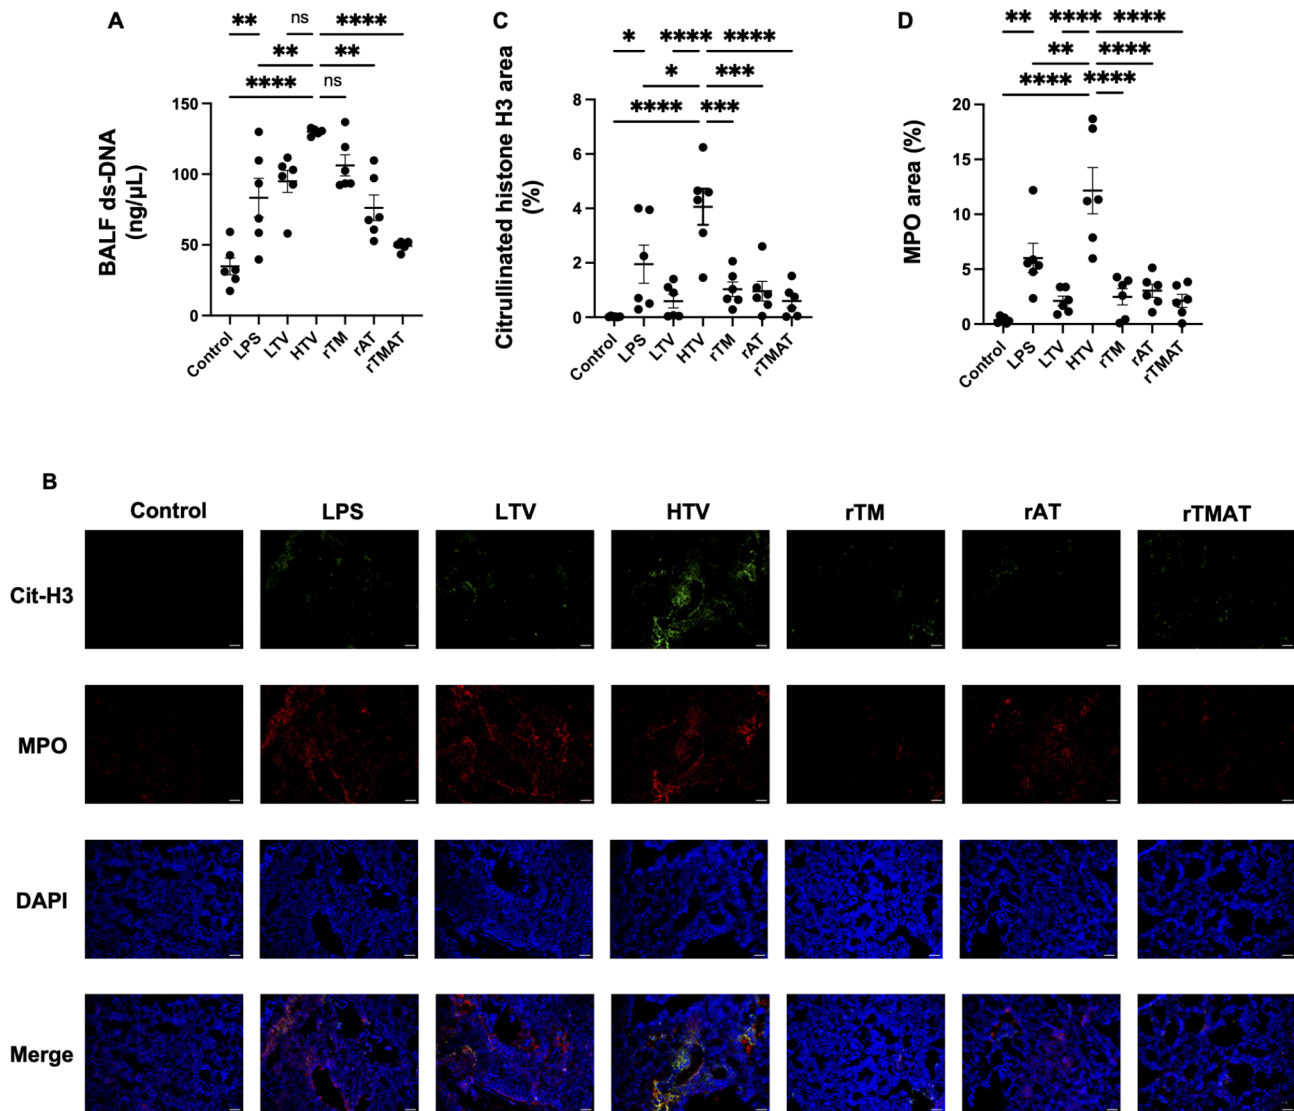 A
ns
** ****
** **
**** ns
BALF ds-DNA
(ng/μL)
150
100
50
0
Control LPS LTV HTV rTM rAT rTMAT
C
* **** ****
* ***
**** ***
Citrullinated histone H3 area
(%)
8
6
4
2
0
Control LPS LTV HTV rTM rAT rTMAT
D
** **** ****
** ****
**** ****
MPO area (%)
20
15
10
5
0
Control LPS LTV HTV rTM rAT rTMAT
B
Control LPS LTV HTV rTM rAT rTMAT
Cit-H3
MPO
DAPI
Merge